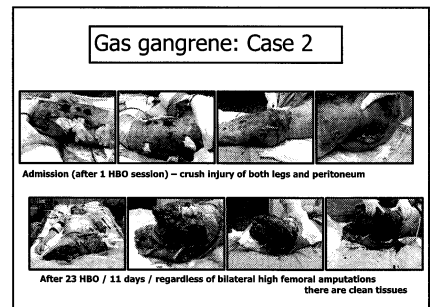 Gas gangrene: Case 2
Admission (after 1 HBO session) – crush injury of both legs and peritoneum
After 23 HBO / 11 days / regardless of bilateral high femoral amputations
there are clean tissues